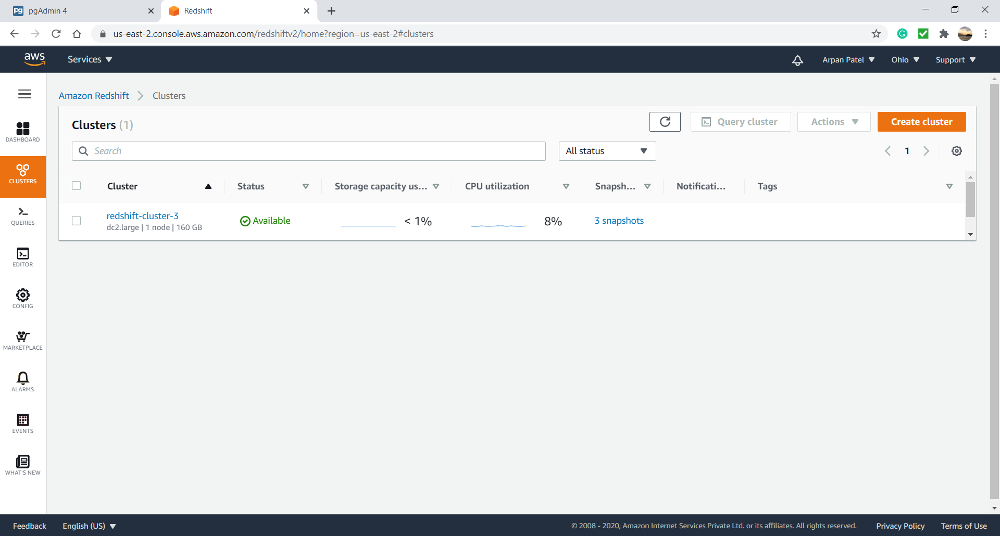 pgAdmin 4
Redshift
us-east-2.console.aws.amazon.com/redshiftv2/home?region=us-east-2#clusters
aws
Services
Arpan Patel
Ohio
Support
Amazon Redshift
Clusters
Clusters (1)
Query cluster
Actions
Create cluster
Search
All status
1
Cluster
Status
Storage capacity us...
CPU utilization
Snapsh...
Notificati...
Tags
redshift-cluster-3
dc2.large | 1 node | 160 GB
Available
< 1%
8%
3 snapshots
DASHBOARD
CLUSTERS
QUERIES
EDITOR
CONFIG
MARKETPLACE
ALARMS
EVENTS
WHAT'S NEW
Feedback
English (US)
© 2008 - 2020, Amazon Internet Services Private Ltd. or its affiliates. All rights reserved.
Privacy Policy
Terms of Use